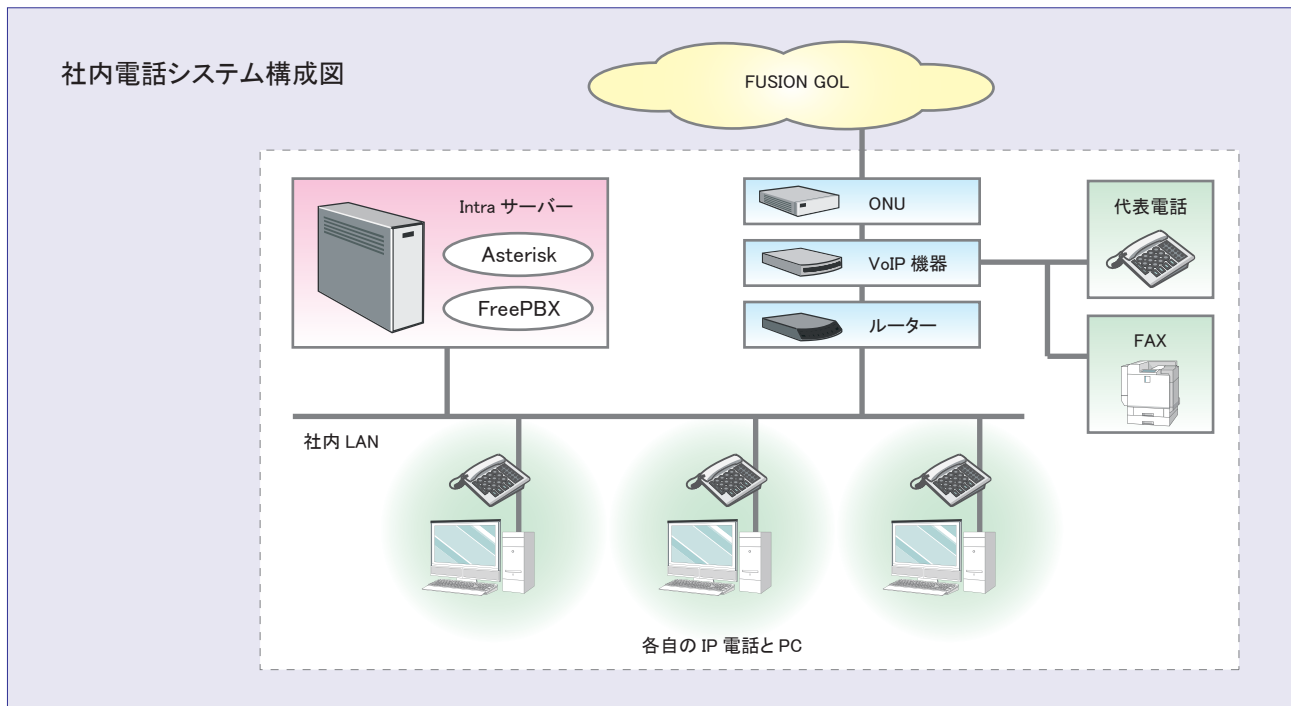 社内電話システム構成図
FUSION GOL
Intra サーバー
Asterisk
FreePBX
ONU
VoIP 機器
ルーター
代表電話
FAX
社内 LAN
各自の IP 電話と PC